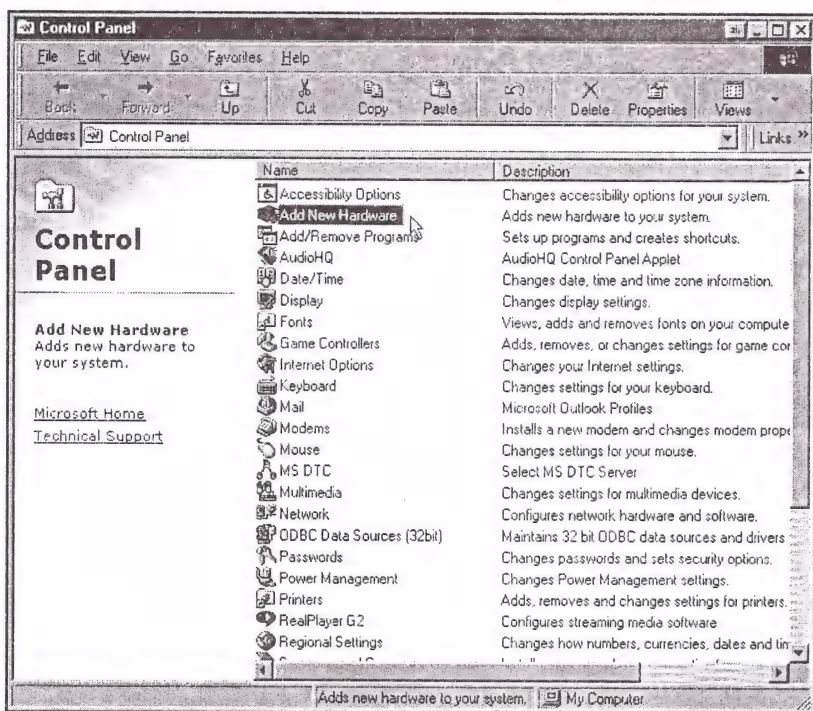 Control Panel
File Edit View Go Favorites Help
Back Forward Up Cut Copy Paste Undo Delete Properties Views
Address Control Panel Links »
Control
Panel
Add New Hardware
Adds new hardware to
your system.
Microsoft Home
Technical Support
Name Description
Accessibility Options Changes accessibility options for your system.
Add New Hardware Adds new hardware to your system.
Add/Remove Programs Sets up programs and creates shortcuts.
AudioHQ AudioHQ Control Panel Applet
Date/Time Changes date, time and time zone information.
Display Changes display settings.
Fonts Views, adds and removes fonts on your compute
Game Controllers Adds, removes, or changes settings for game cor
Internet Options Changes your Internet settings.
Keyboard Changes settings for your keyboard.
Mail Microsoft Outlook Profiles
Modems Installs a new modem and changes modem prope
Mouse Changes settings for your mouse.
MS DTC Select MS DTC Server
Multimedia Changes settings for multimedia devices.
Network Configures network hardware and software.
ODBC Data Sources (32bit) Maintains 32 bit ODBC data sources and drivers
Passwords Changes passwords and sets security options.
Power Management Changes Power Management settings.
Printers Adds, removes and changes settings for printers.
RealPlayer G2 Configures streaming media software
Regional Settings Changes how numbers, currencies, dates and tim
Adds new hardware to your system. My Computer